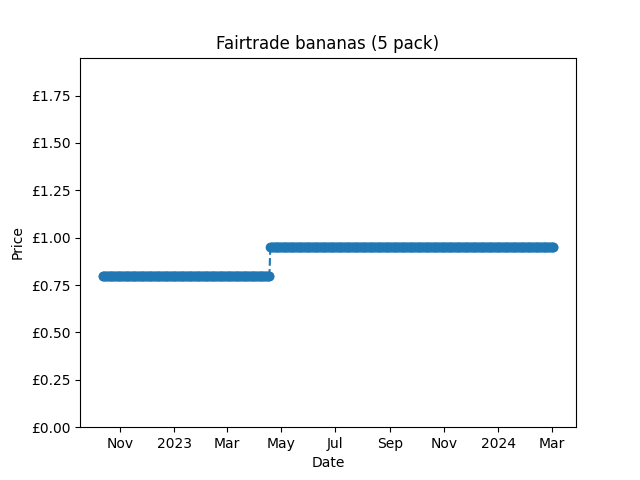 Fairtrade bananas (5 pack)
£1.75
£1.50
£1.25
£1.00
£0.75
£0.50
£0.25
£0.00
Price
Nov 2023 Mar May Jul Sep Nov 2024 Mar
Date